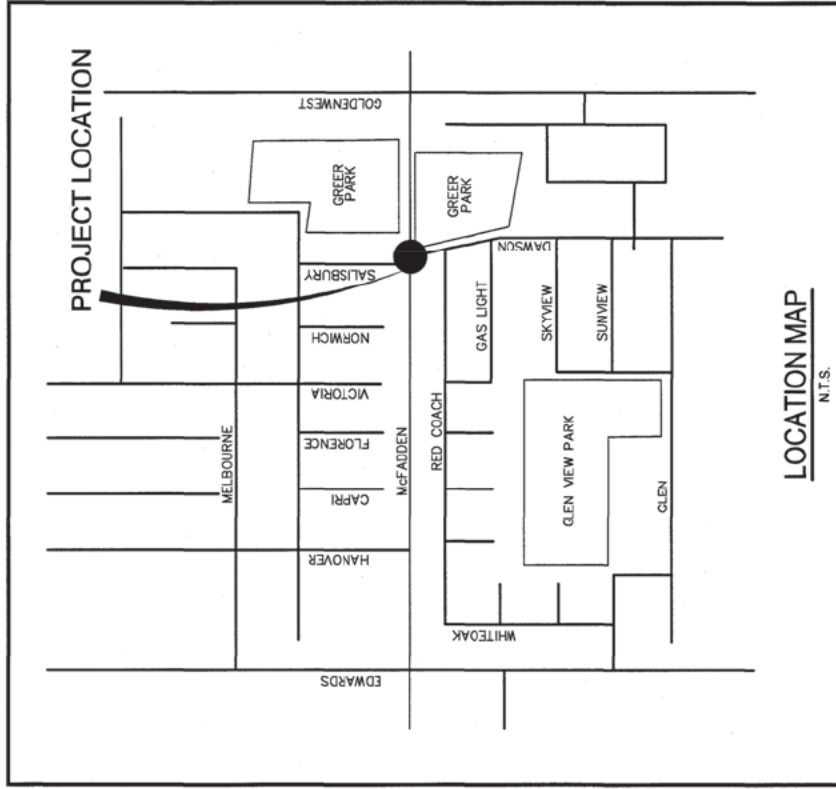 PROJECT LOCATION
GOLDENWEST
GREER
PARK
GREER
PARK
SALISBURY
DAWSON
NORWICH
GAS LIGHT
SKYVIEW
SUNVIEW
VICTORIA
MELBOURNE
FLORENCE
McFADDEN
RED COACH
CAPRI
GLEN VIEW PARK
GLEN
HANOVER
WHITEOAK
EDWARDS
LOCATION MAP
N.T.S.